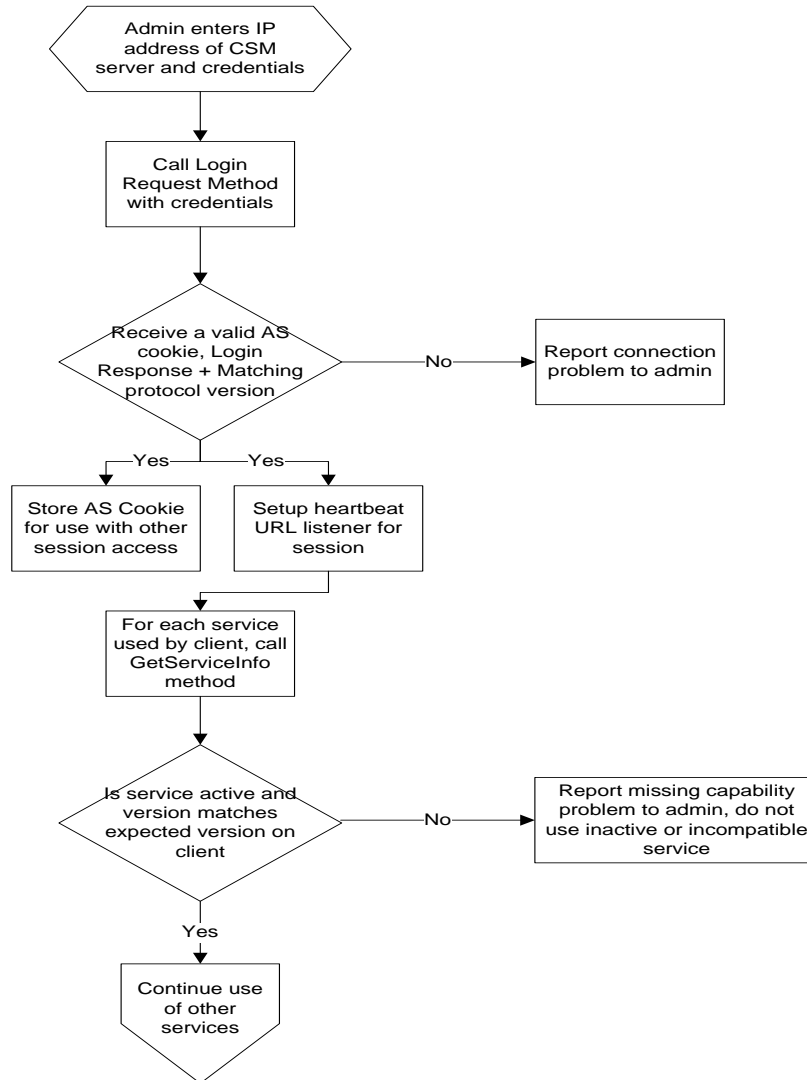 Admin enters IP
address of CSM
server and credentials
Call Login
Request Method
with credentials
Receive a valid AS
cookie, Login
Response + Matching
protocol version
No
Report connection
problem to admin
Yes
Yes
Store AS Cookie
for use with other
session access
Setup heartbeat
URL listener for
session
For each service
used by client, call
GetServiceInfo
method
Is service active and
version matches
expected version on
client
No
Report missing capability
problem to admin, do not
use inactive or incompatible
service
Yes
Continue use
of other
services